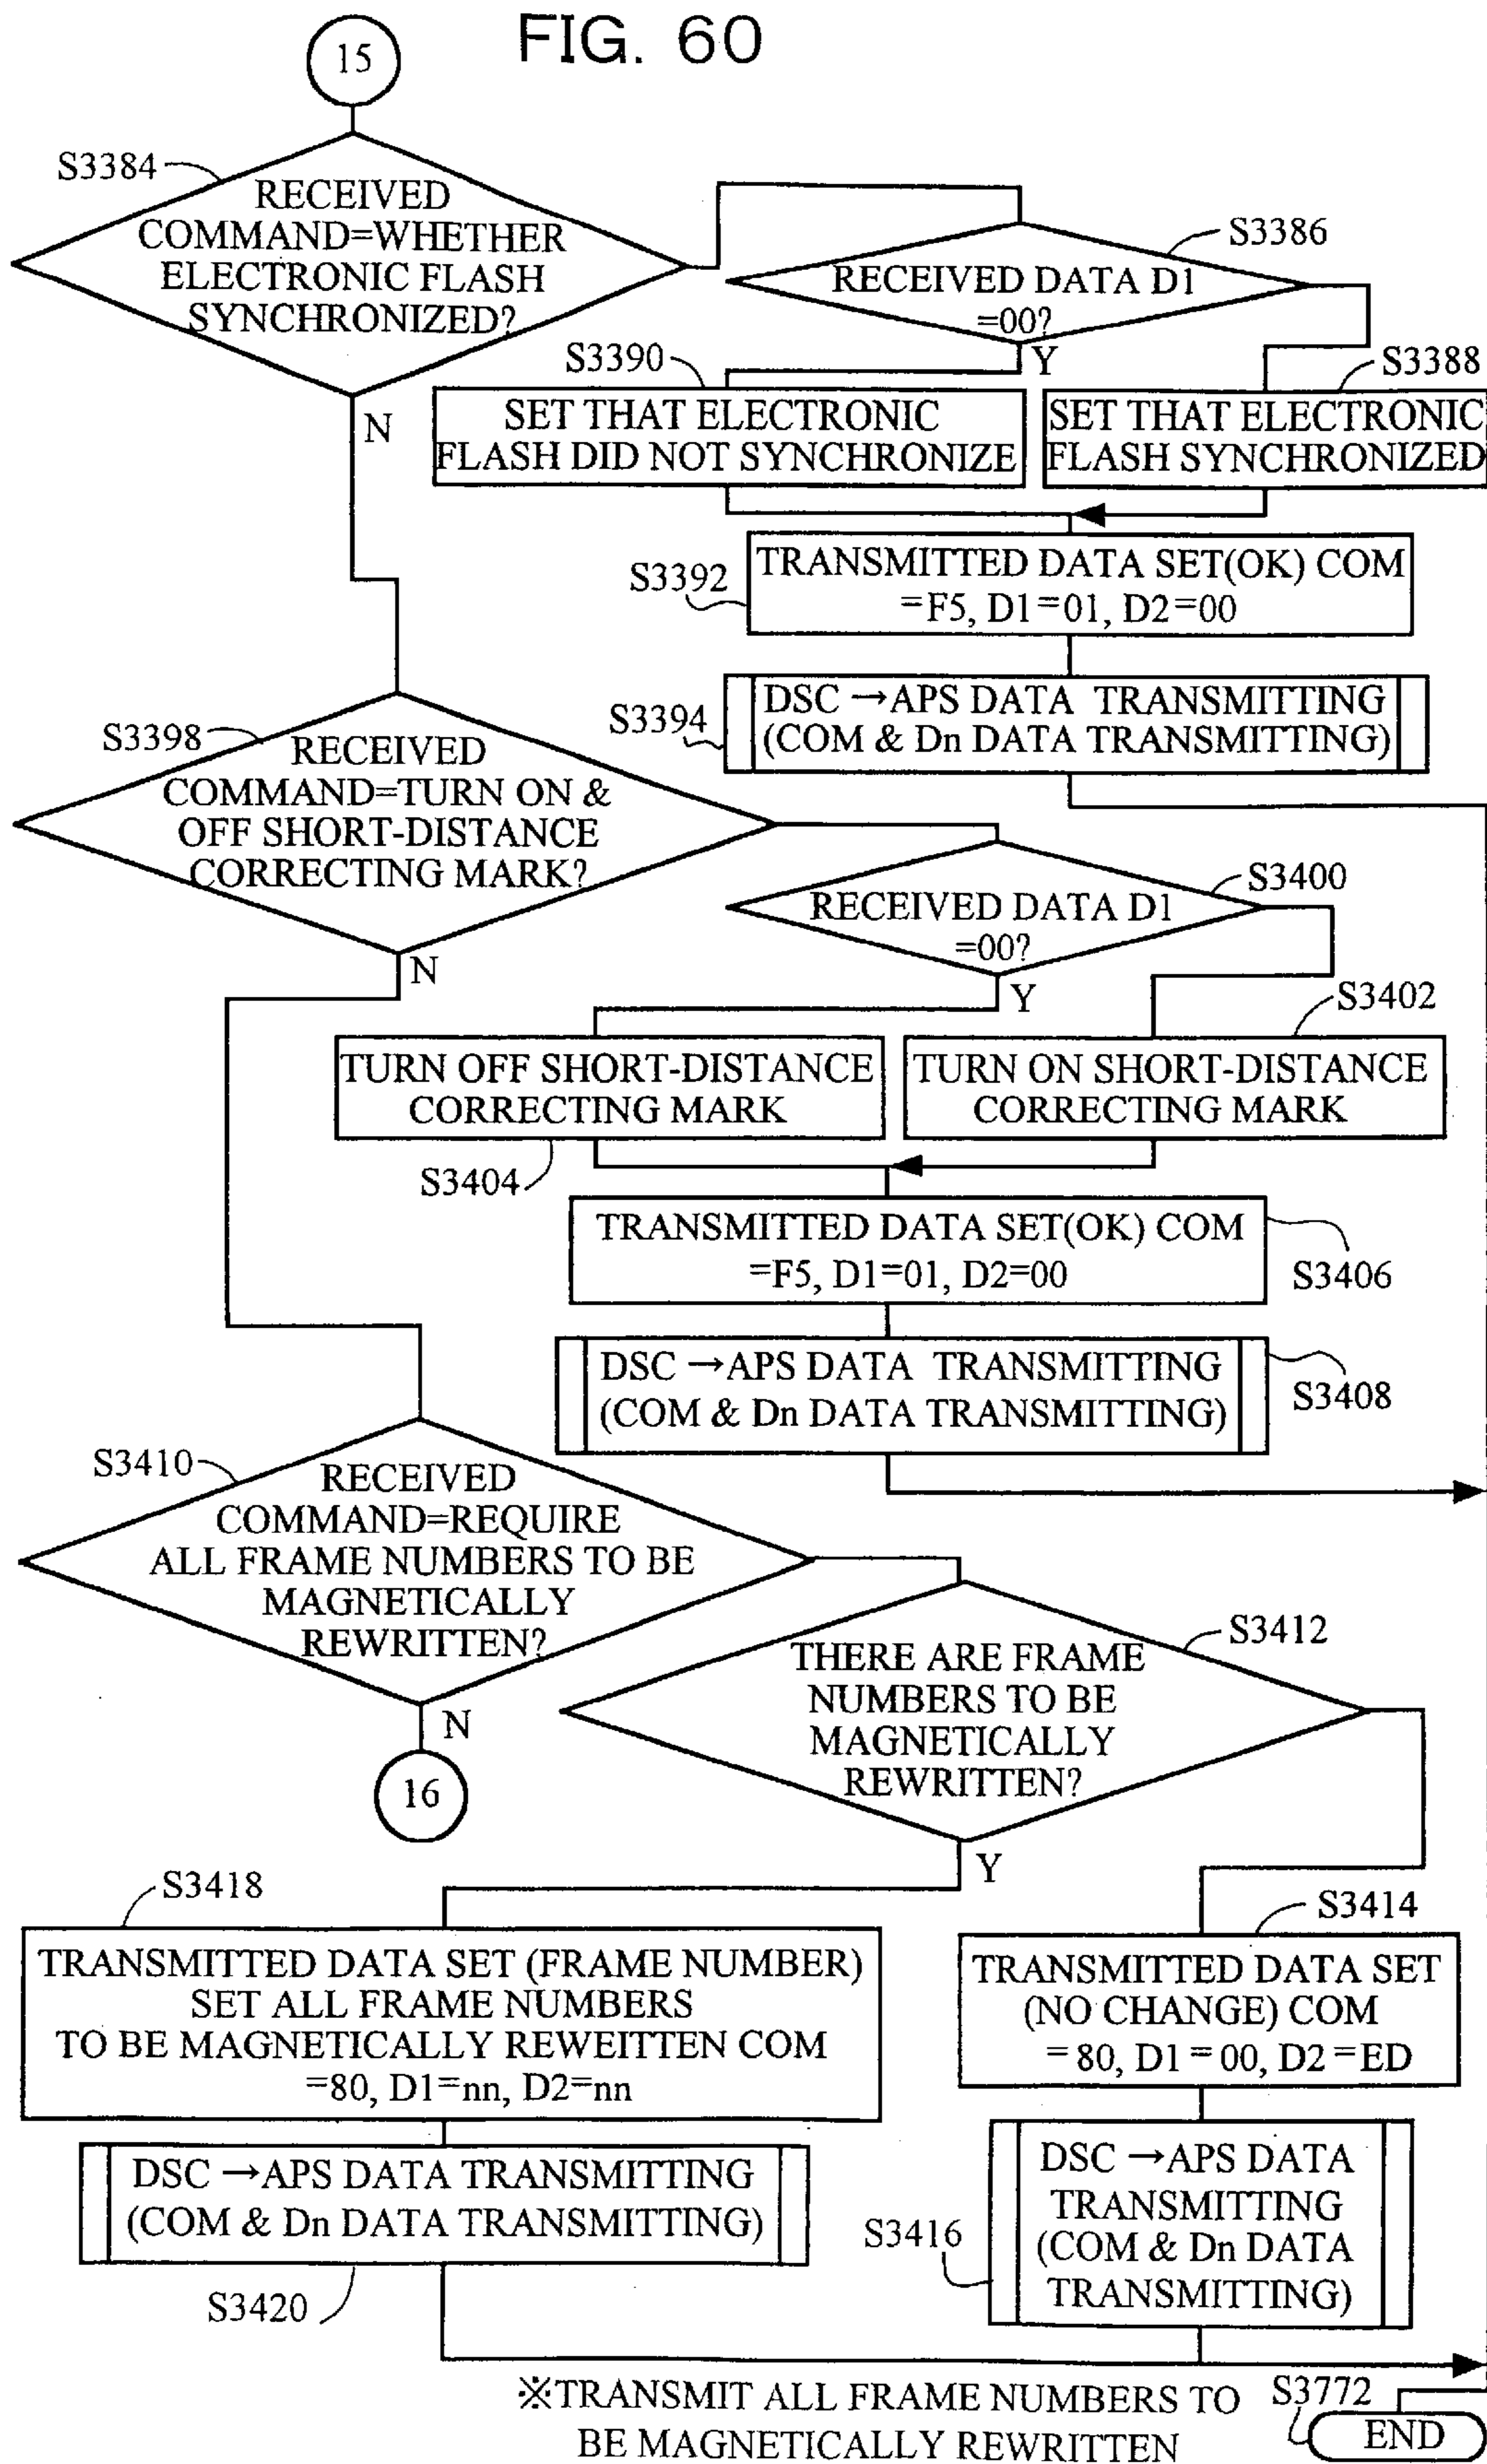 FIG. 60
15
S3384
RECEIVED
COMMAND=WHETHER
ELECTRONIC FLASH
SYNCHRONIZED?
N
S3386
RECEIVED DATA D1
=00?
Y
S3390
SET THAT ELECTRONIC
FLASH DID NOT SYNCHRONIZE
S3388
SET THAT ELECTRONIC
FLASH SYNCHRONIZED
S3392
TRANSMITTED DATA SET(OK) COM
=F5, D1=01, D2=00
S3394
DSC →APS DATA TRANSMITTING
(COM & Dn DATA TRANSMITTING)
S3398
RECEIVED
COMMAND=TURN ON &
OFF SHORT-DISTANCE
CORRECTING MARK?
N
S3400
RECEIVED DATA D1
=00?
Y
S3402
TURN OFF SHORT-DISTANCE
CORRECTING MARK
TURN ON SHORT-DISTANCE
CORRECTING MARK
S3404
TRANSMITTED DATA SET(OK) COM
=F5, D1=01, D2=00
S3406
DSC →APS DATA TRANSMITTING
(COM & Dn DATA TRANSMITTING)
S3408
S3410
RECEIVED
COMMAND=REQUIRE
ALL FRAME NUMBERS TO BE
MAGNETICALLY
REWRITTEN?
N
16
S3412
THERE ARE FRAME
NUMBERS TO BE
MAGNETICALLY
REWRITTEN?
Y
S3418
TRANSMITTED DATA SET (FRAME NUMBER)
SET ALL FRAME NUMBERS
TO BE MAGNETICALLY REWEITTEN COM
=80, D1=nn, D2=nn
S3414
TRANSMITTED DATA SET
(NO CHANGE) COM
=80, D1=00, D2=ED
DSC →APS DATA TRANSMITTING
(COM & Dn DATA TRANSMITTING)
S3420
S3416
DSC →APS DATA
TRANSMITTING
(COM & Dn DATA
TRANSMITTING)
※TRANSMIT ALL FRAME NUMBERS TO
BE MAGNETICALLY REWRITTEN
S3772
END